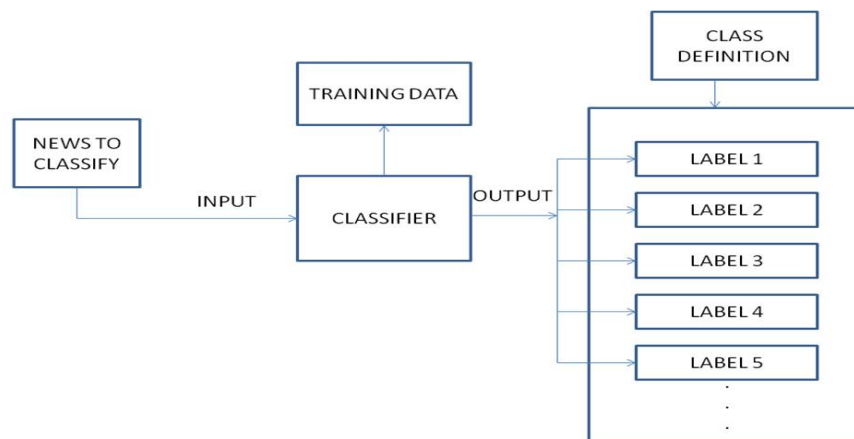 CLASS
DEFINITION
TRAINING DATA
NEWS TO
CLASSIFY
INPUT
CLASSIFIER
OUTPUT
LABEL 1
LABEL 2
LABEL 3
LABEL 4
LABEL 5
.
.
.